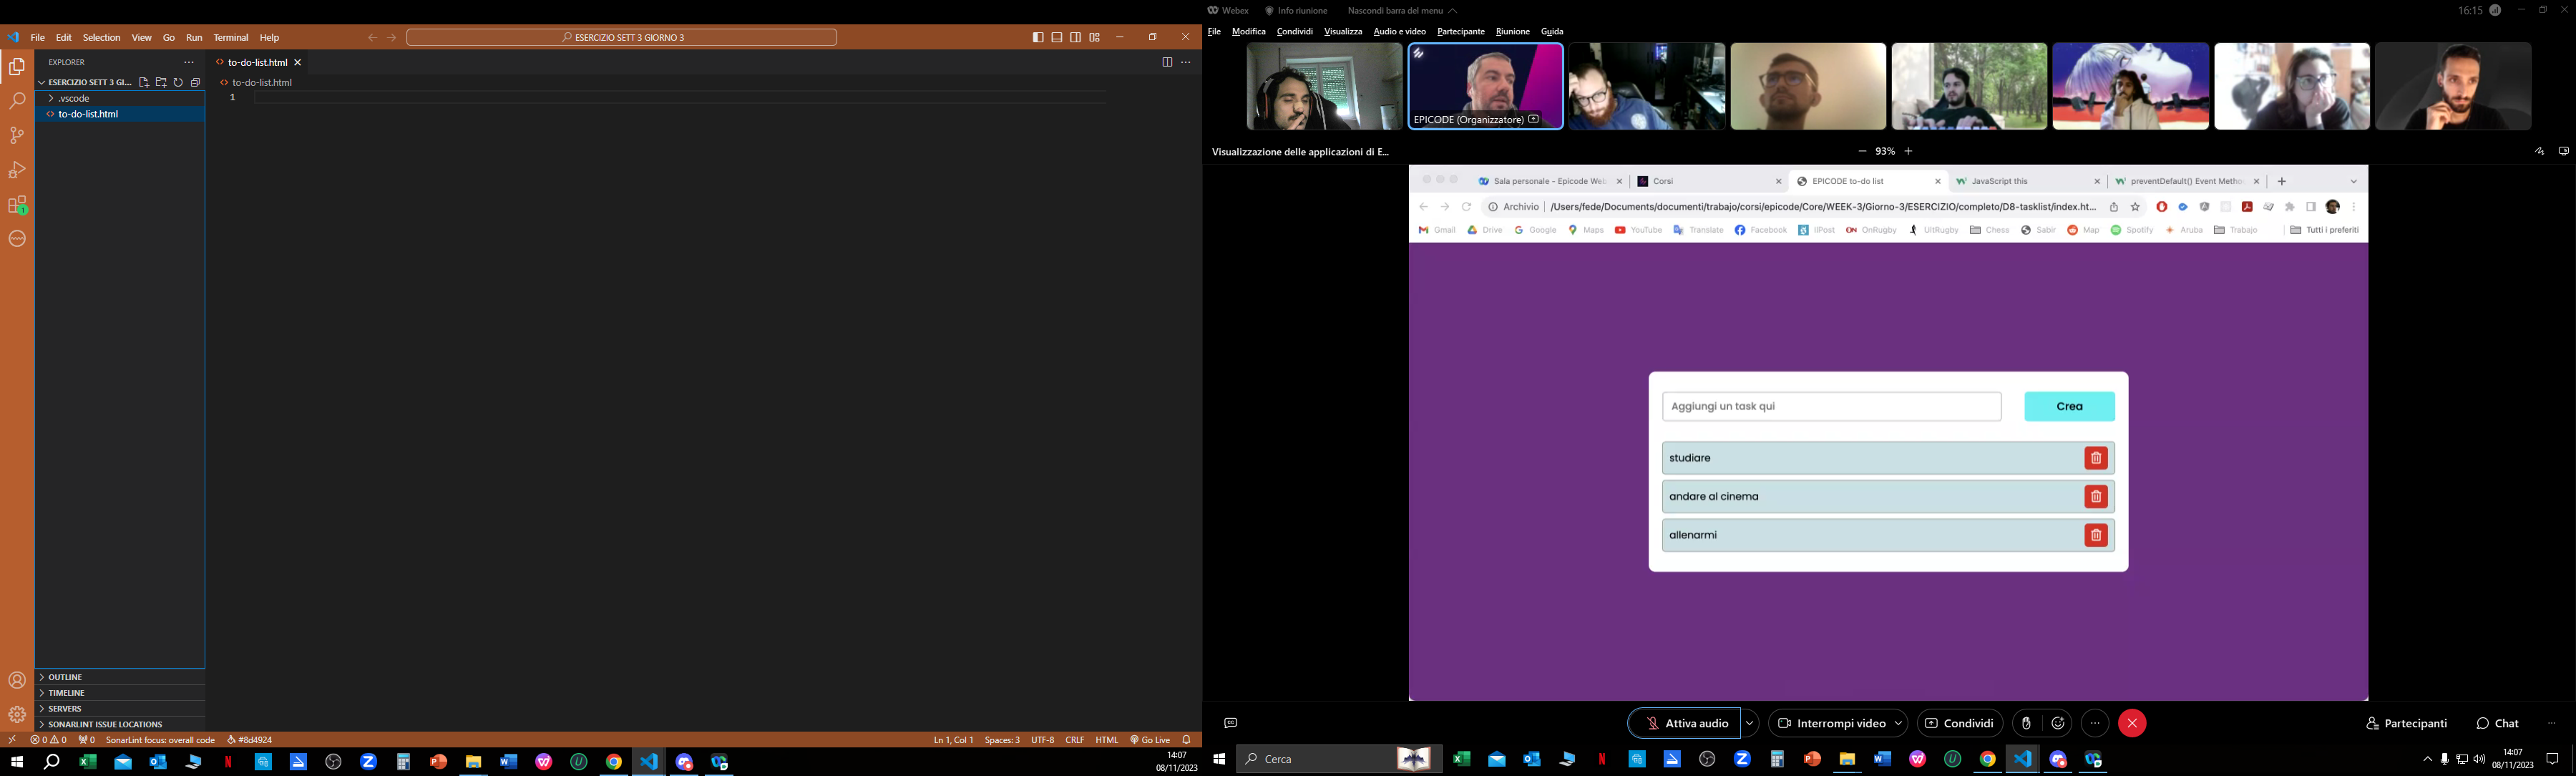 File Edit Selection View Go Run Terminal Help
ESERCIZIO SETT 3 GIORNO 3
EXPLORER
to-do-list.html
ESERCIZIO SETT 3 GI...
to-do-list.html
.vscode
1
to-do-list.html
1
OUTLINE
TIMELINE
SERVERS
SONARLINT ISSUE LOCATIONS
0 0 0 SonarLint focus: overall code #8d4924
Ln 1, Col 1 Spaces: 3 UTF-8 CRLF HTML Go Live
14:07
08/11/2023
Webex Info riunione Nascondi barra del menu
16:15
File Modifica Condividi Visualizza Audio e video Partecipante Riunione Guida
EPICODE (Organizzatore)
Visualizzazione delle applicazioni di E...
93%
Sala personale - Epicode Web Corsi EPICODE to-do list JavaScript this preventDefault() Event Metho
Archivio /Users/fede/Documents/documenti/trabajo/corsi/epicode/Core/WEEK-3/Giorno-3/ESERCIZIO/completo/D8-tasklist/index.ht...
Gmail Drive Google Maps YouTube Translate Facebook IlPost OnRugby UltRugby Chess Sabir Map Spotify Aruba Trabajo Tutti i preferiti
Aggiungi un task qui
Crea
studiare
andare al cinema
allenarmi
Attiva audio Interrompi video Condividi
Partecipanti Chat
Cerca
14:07
08/11/2023